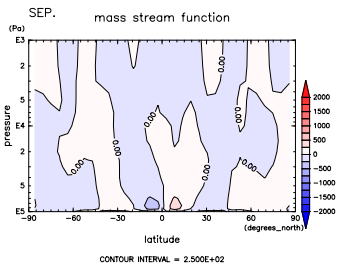 SEP.
mass stream function
(Pa)
E3
2
5
E4
2
5
E5
pressure
0.00
0.00
0.00
0.00
0.00
0.00
0.00
-90
-60
-30
0
30
60
90
(degrees_north)
latitude
2000
1500
1000
500
0
-500
-1000
-1500
-2000
CONTOUR INTERVAL = 2.500E+02